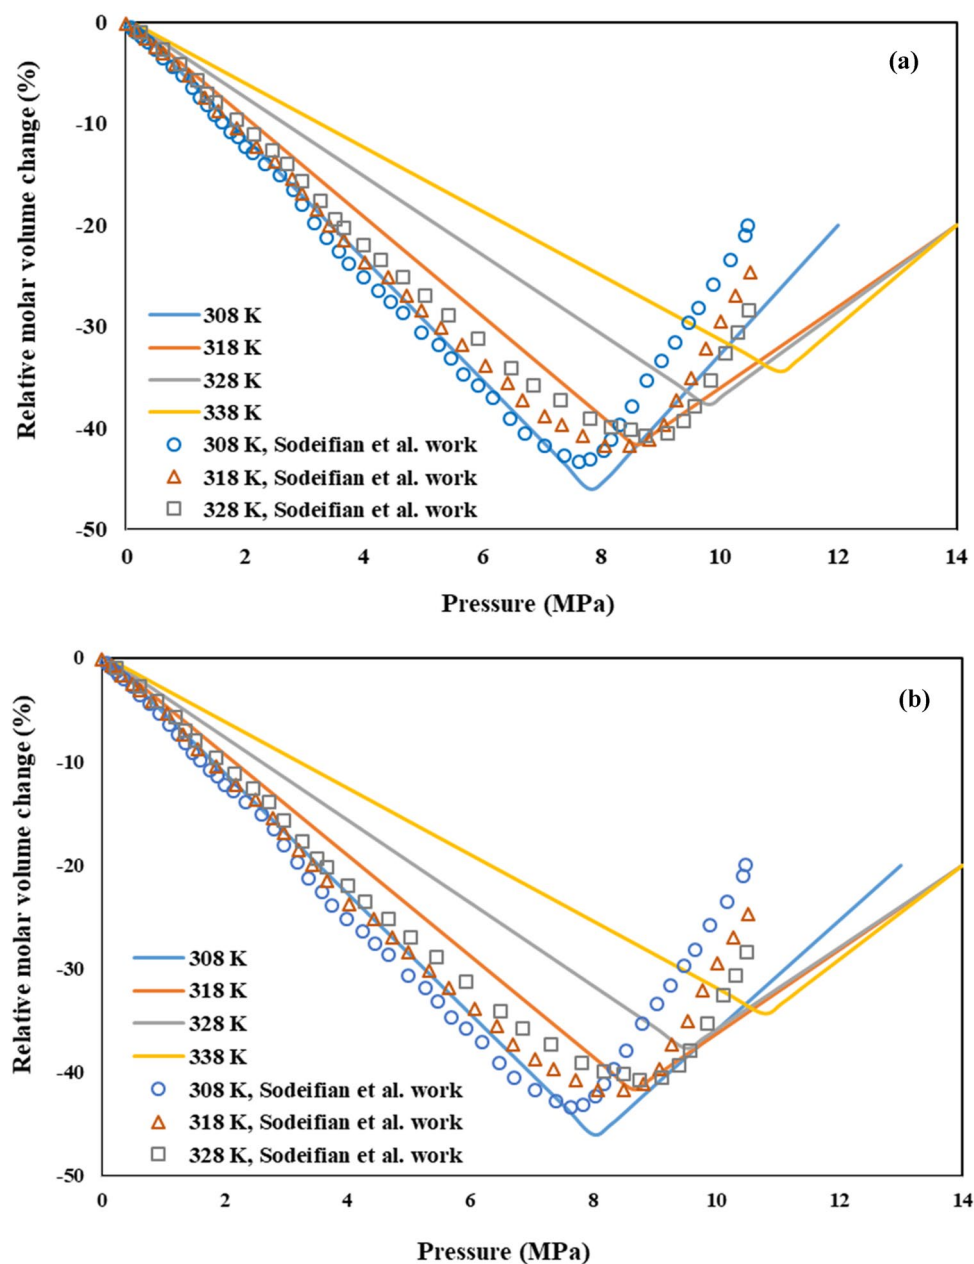 0
(a)
-10
-20
-30
-40
-50
Relative molar volume change (%)
308 K
318 K
328 K
338 K
308 K, Sodeifian et al. work
318 K, Sodeifian et al. work
328 K, Sodeifian et al. work
0 2 4 6 8 10 12 14
Pressure (MPa)
0
(b)
-10
-20
-30
-40
-50
Relative molar volume change (%)
308 K
318 K
328 K
338 K
308 K, Sodeifian et al. work
318 K, Sodeifian et al. work
328 K, Sodeifian et al. work
0 2 4 6 8 10 12 14
Pressure (MPa)